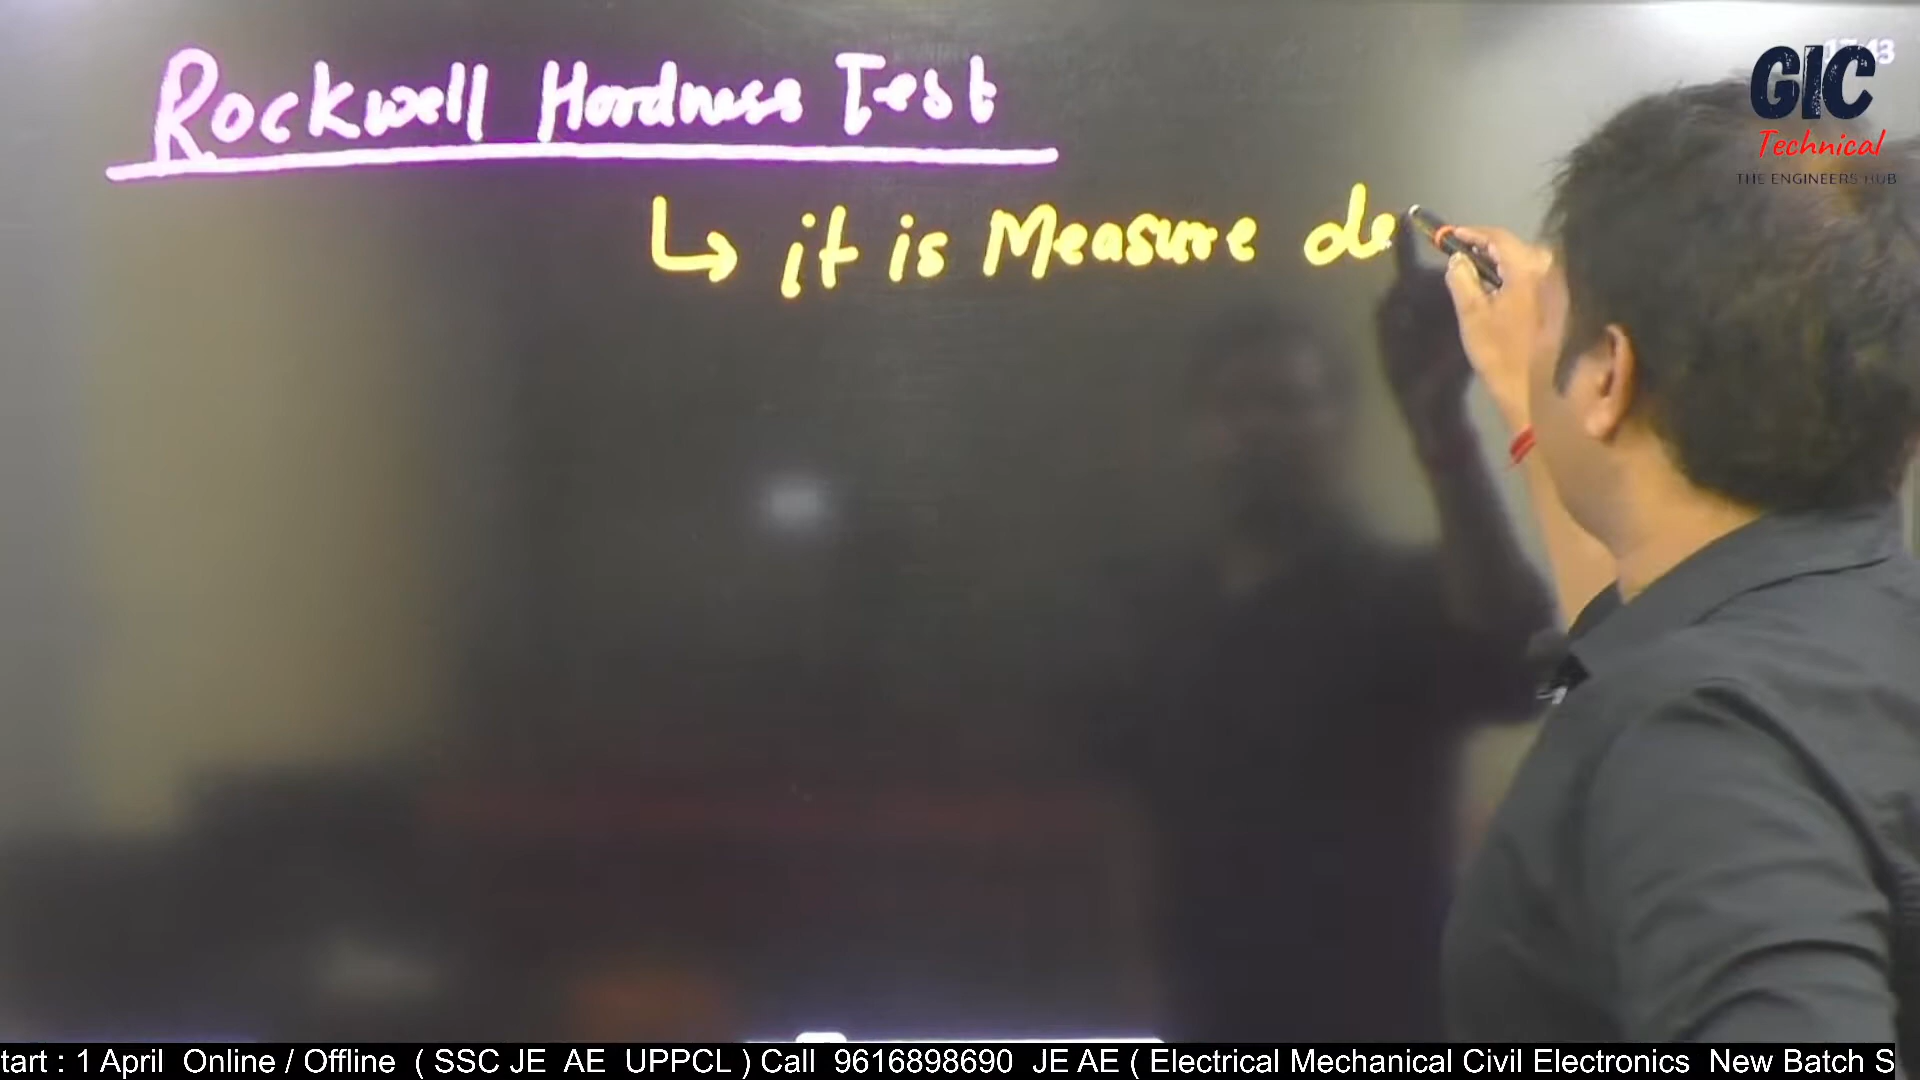 Rockwell Hardness Test
↳ it is Measure de
GIC
Technical
THE ENGINEERS HUB
tart : 1 April Online / Offline ( SSC JE AE UPPCL ) Call 9616898690 JE AE ( Electrical Mechanical Civil Electronics New Batch S